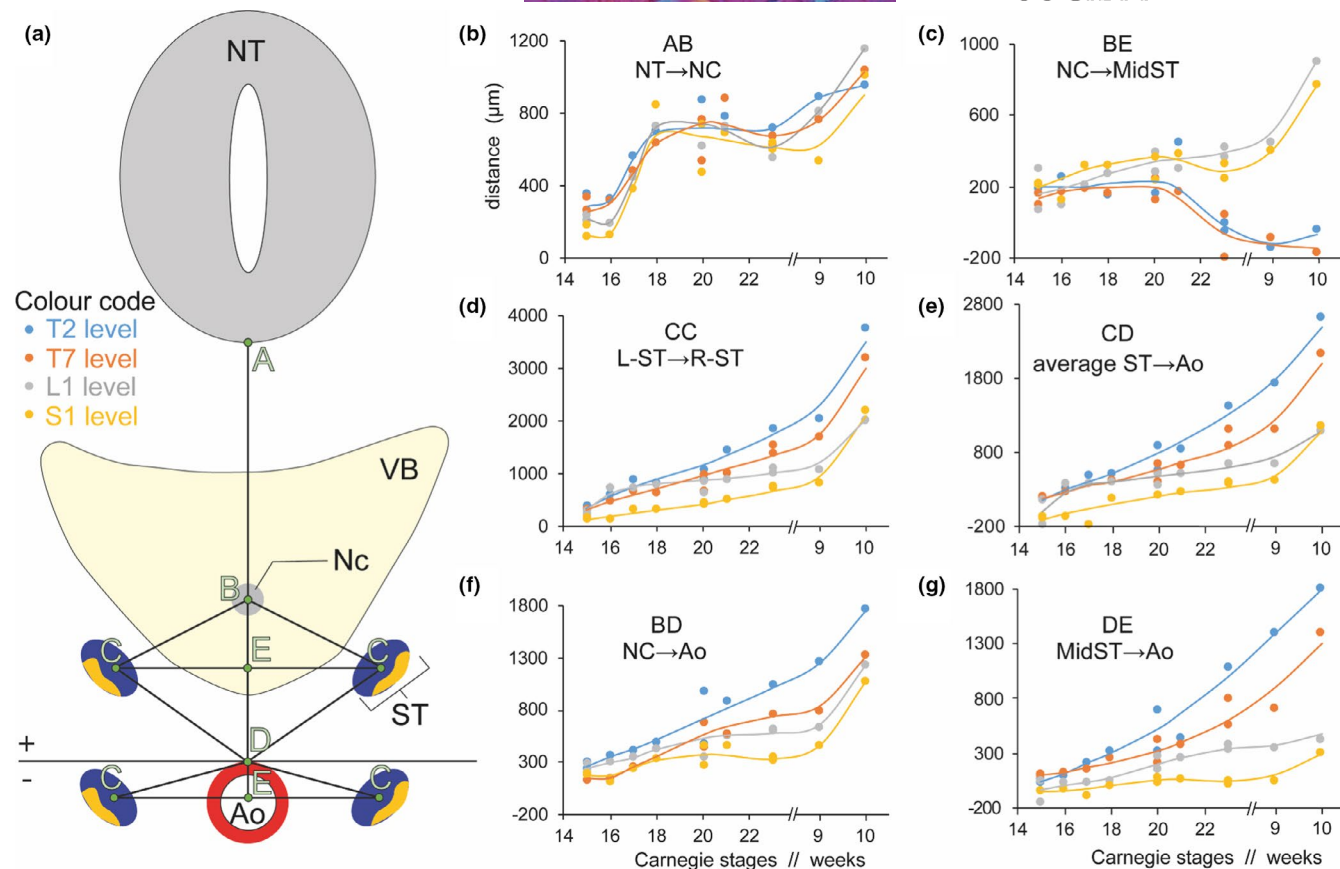 (a)
NT
Colour code
T2 level
T7 level
L1 level
S1 level
A
VB
Nc
B
C
E
C
ST
D
+
-
C
E
C
Ao
(b)
AB
NT→NC
distance (µm)
1200
800
400
0
14 16 18 20 22 // 9 10
(c)
BE
NC→MidST
1000
600
200
-200
14 16 18 20 22 // 9 10
(d)
CC
L-ST→R-ST
4000
3000
2000
1000
0
14 16 18 20 22 // 9 10
(e)
CD
average ST→Ao
2800
1800
800
-200
14 16 18 20 22 // 9 10
(f)
BD
NC→Ao
1800
1300
800
300
-200
14 16 18 20 22 // 9 10
Carnegie stages // weeks
(g)
DE
MidST→Ao
1800
1300
800
300
-200
14 16 18 20 22 // 9 10
Carnegie stages // weeks